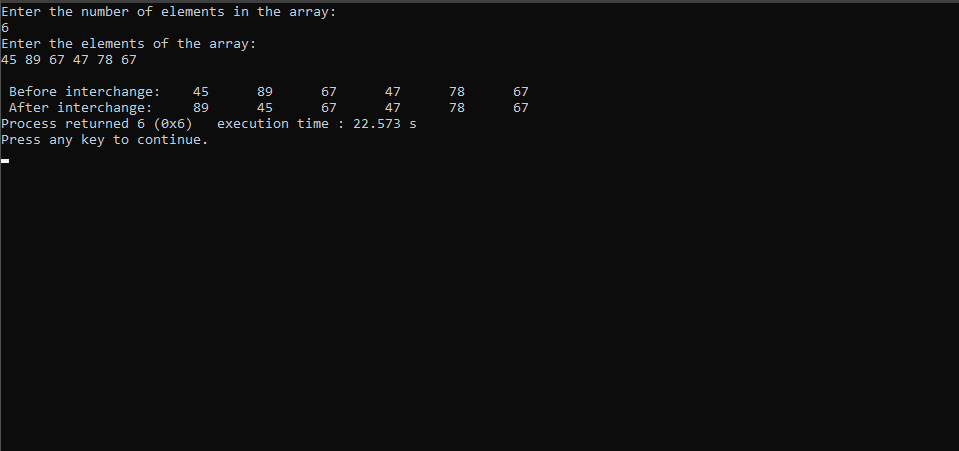 Enter the number of elements in the array:
6
Enter the elements of the array:
45 89 67 47 78 67
Before interchange: 45 89 67 47 78 67
After interchange: 89 45 67 47 78 67
Process returned 6 (0x6) execution time : 22.573 s
Press any key to continue.